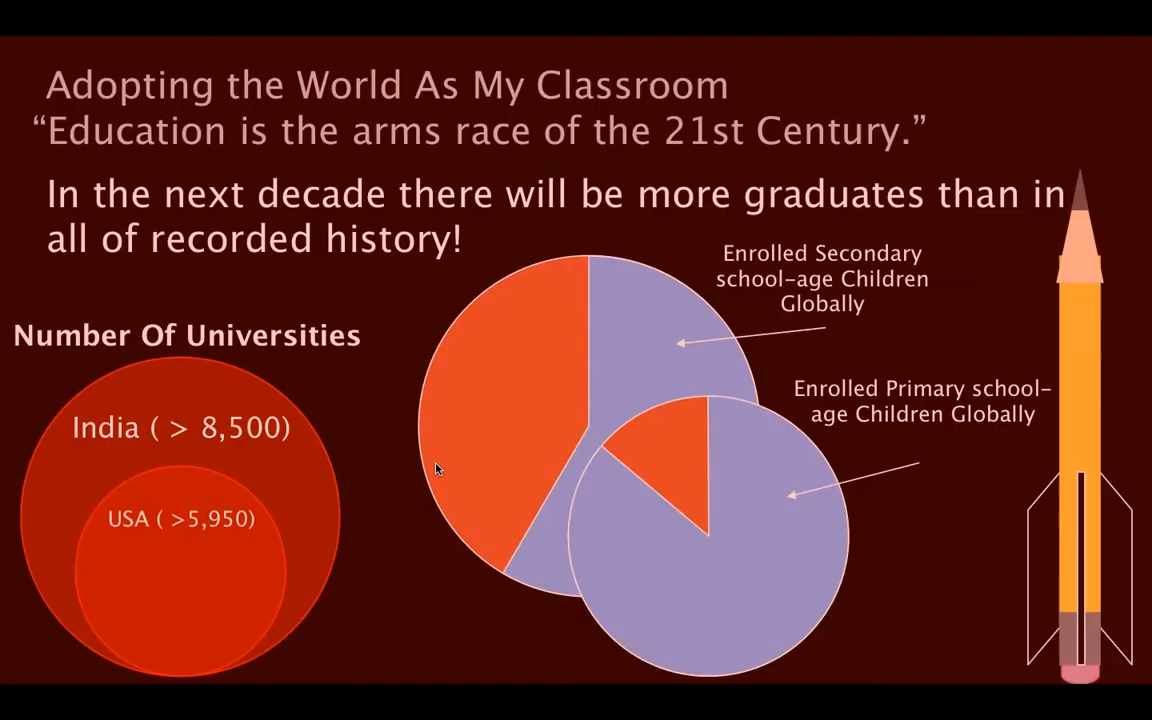 Adopting the World As My Classroom
“Education is the arms race of the 21st Century.”
In the next decade there will be more graduates than in
all of recorded history!
Enrolled Secondary
school-age Children
Globally
Number Of Universities
Enrolled Primary school-
age Children Globally
India ( > 8,500)
USA ( >5,950)